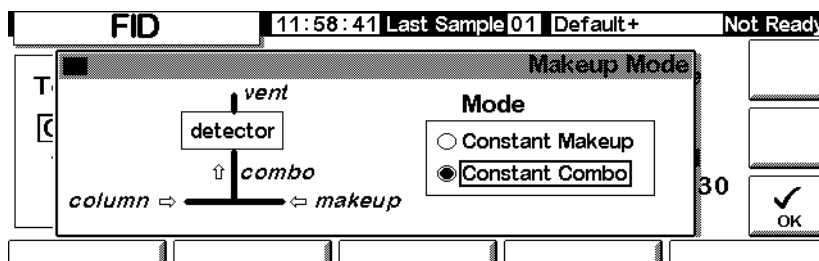 FID 11:58:41 Last Sample 01 Default+ Not Ready
Makeup Mode
vent
Mode
detector
Constant Makeup
combo
Constant Combo
column ⇨ ⇦ makeup
30
OK